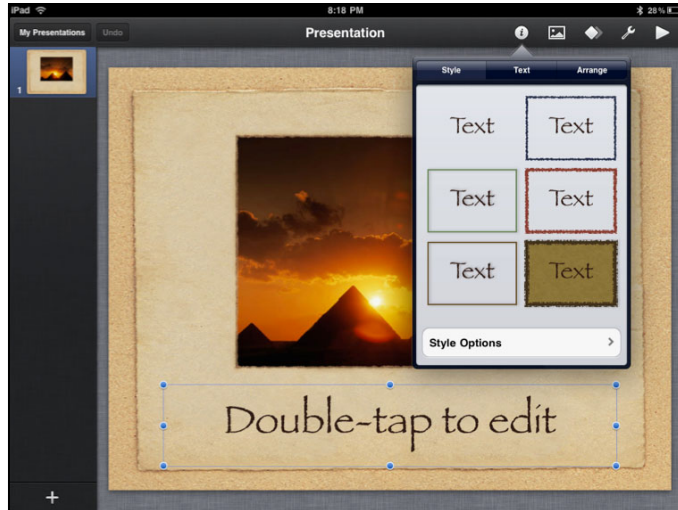 iPad 8:18 PM 28%
My Presentations Undo Presentation
Style Text Arrange
1
Text Text
Text Text
Text Text
Style Options
Double-tap to edit
+